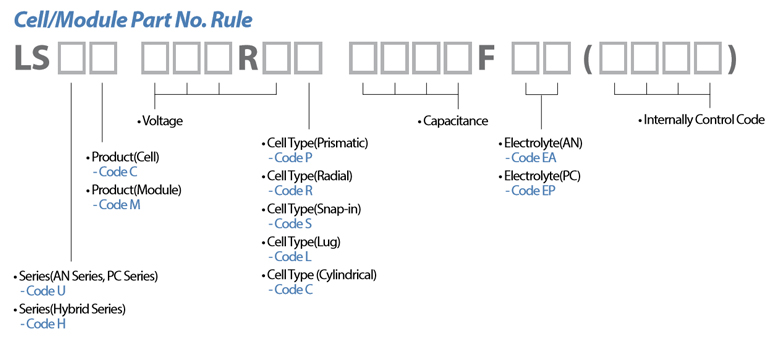 Cell/Module Part No. Rule
LS□□ □□□R□□ □□□□F □□ (□□□□)
• Voltage
• Capacitance
• Internally Control Code
• Product(Cell)
- Code C
• Product(Module)
- Code M
• Cell Type(Prismatic)
- Code P
• Cell Type(Radial)
- Code R
• Cell Type(Snap-in)
- Code S
• Cell Type(Lug)
- Code L
• Cell Type (Cylindrical)
- Code C
• Electrolyte(AN)
- Code EA
• Electrolyte(PC)
- Code EP
• Series(AN Series, PC Series)
- Code U
• Series(Hybrid Series)
- Code H